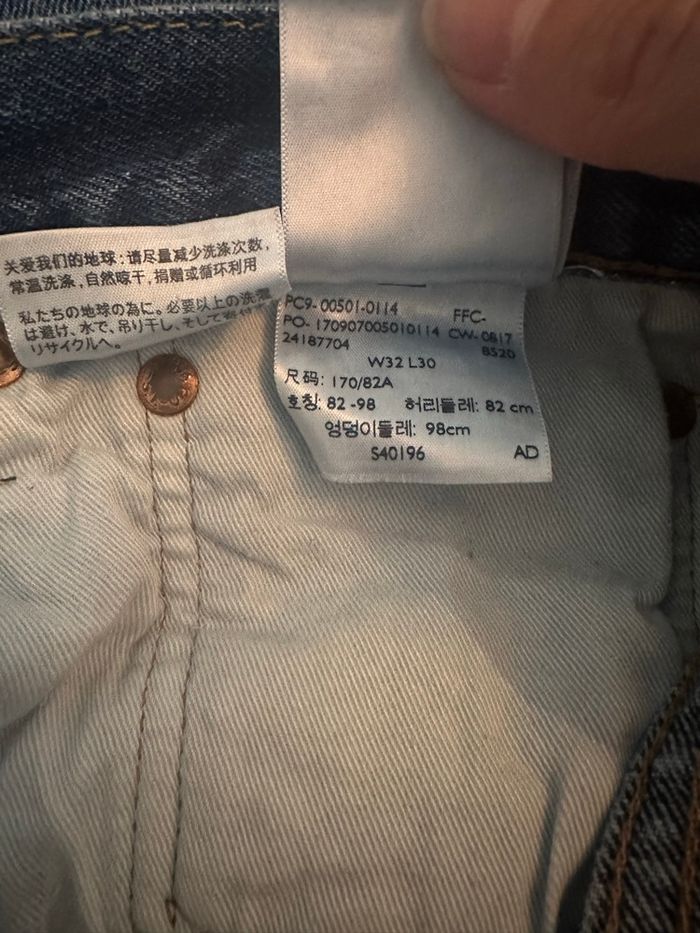 关爱我们的地球：请尽量减少洗涤次数，
常温洗涤，自然晾干，捐赠或循环利用
私たちの地球の為に。必要以上の洗濯
は避け、水で、吊り干し、そして寄付や
リサイクルへ。
PC9- 00501-0114 FFC-
PO- 170907005010114 CW- 0817
24187704 8520
W32 L30
尺码: 170/82A
호칭: 82 -98 허리둘레: 82 cm
엉덩이둘레: 98cm
S40196 AD